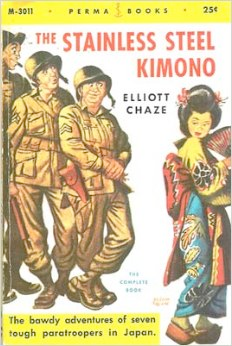 M-3011 PERMA BOOKS 25¢
THE STAINLESS STEEL
KIMONO
ELLIOTT
CHAZE
THE
COMPLETE
BOOK
The bawdy adventures of seven
tough paratroopers in Japan.